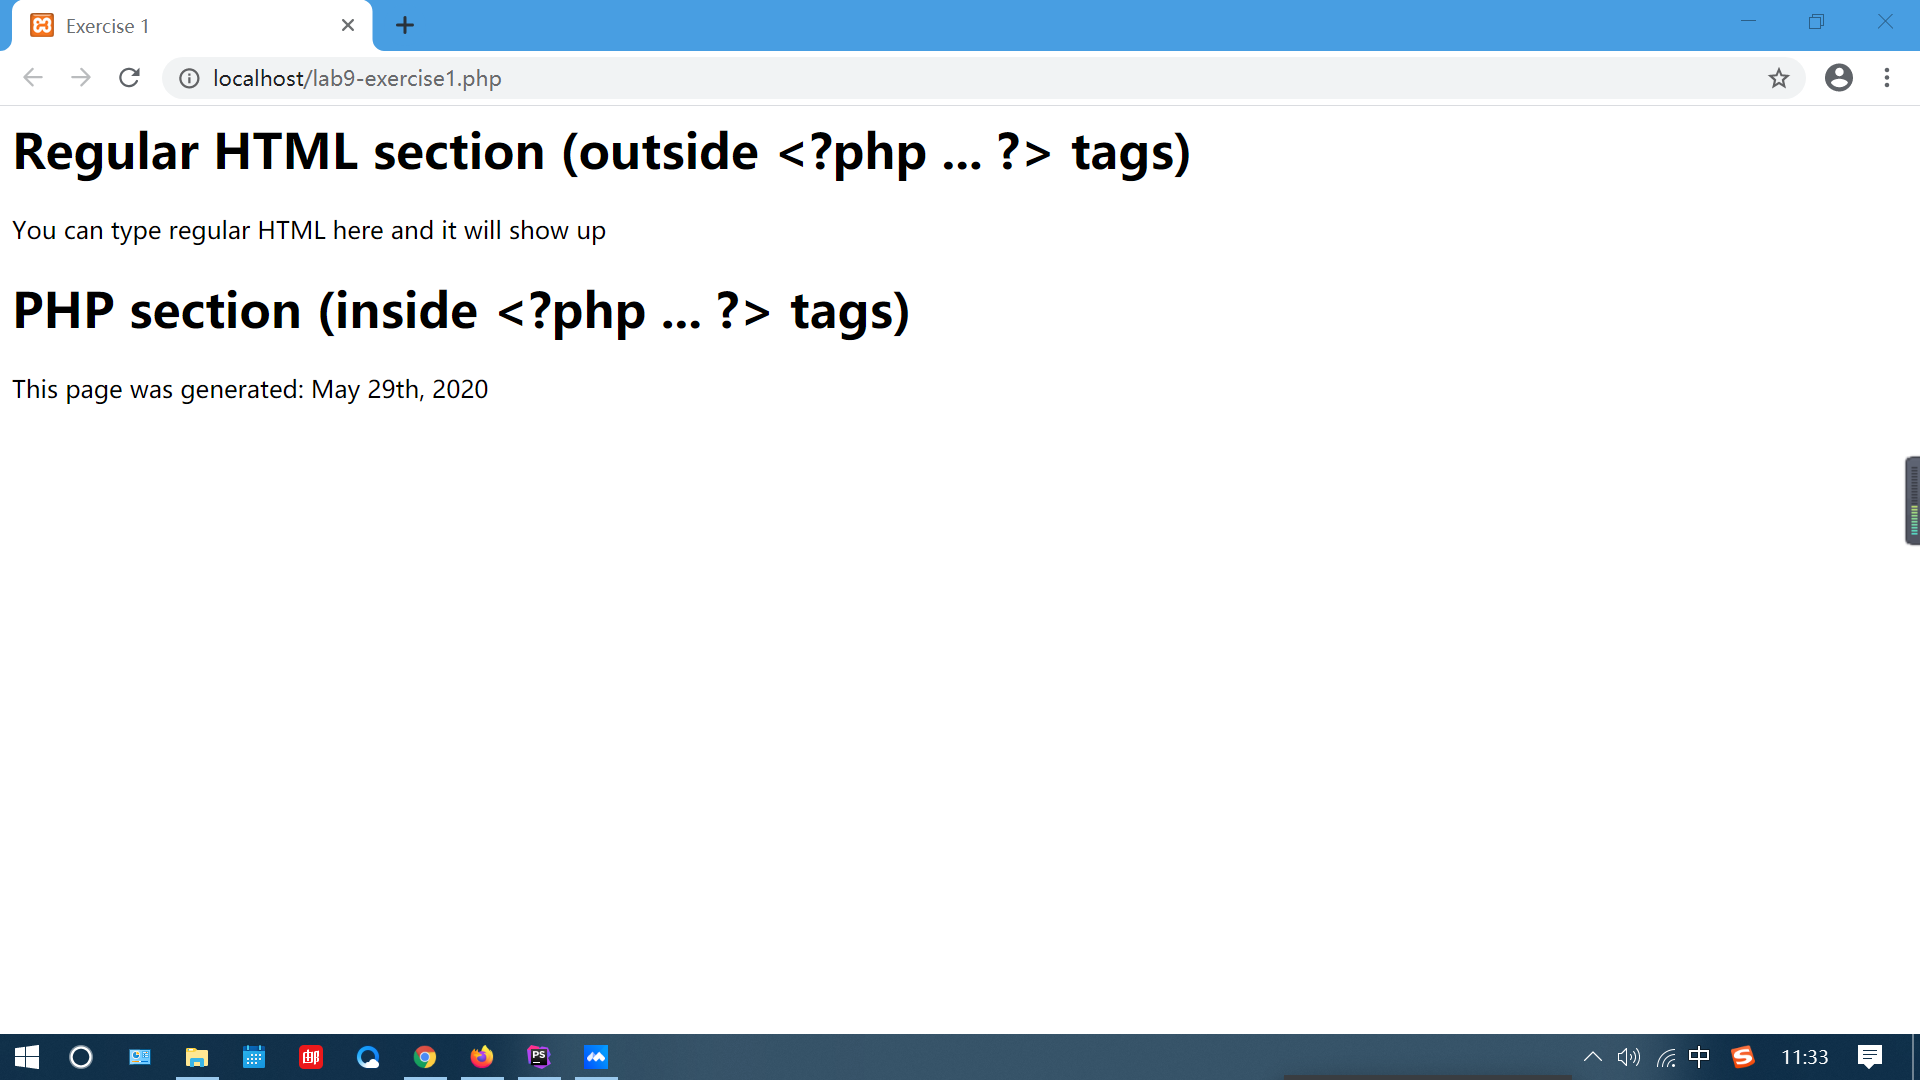 Exercise 1
localhost/lab9-exercise1.php
Regular HTML section (outside <?php ... ?> tags)
You can type regular HTML here and it will show up
PHP section (inside <?php ... ?> tags)
This page was generated: May 29th, 2020
邮
PS
中
S
11:33